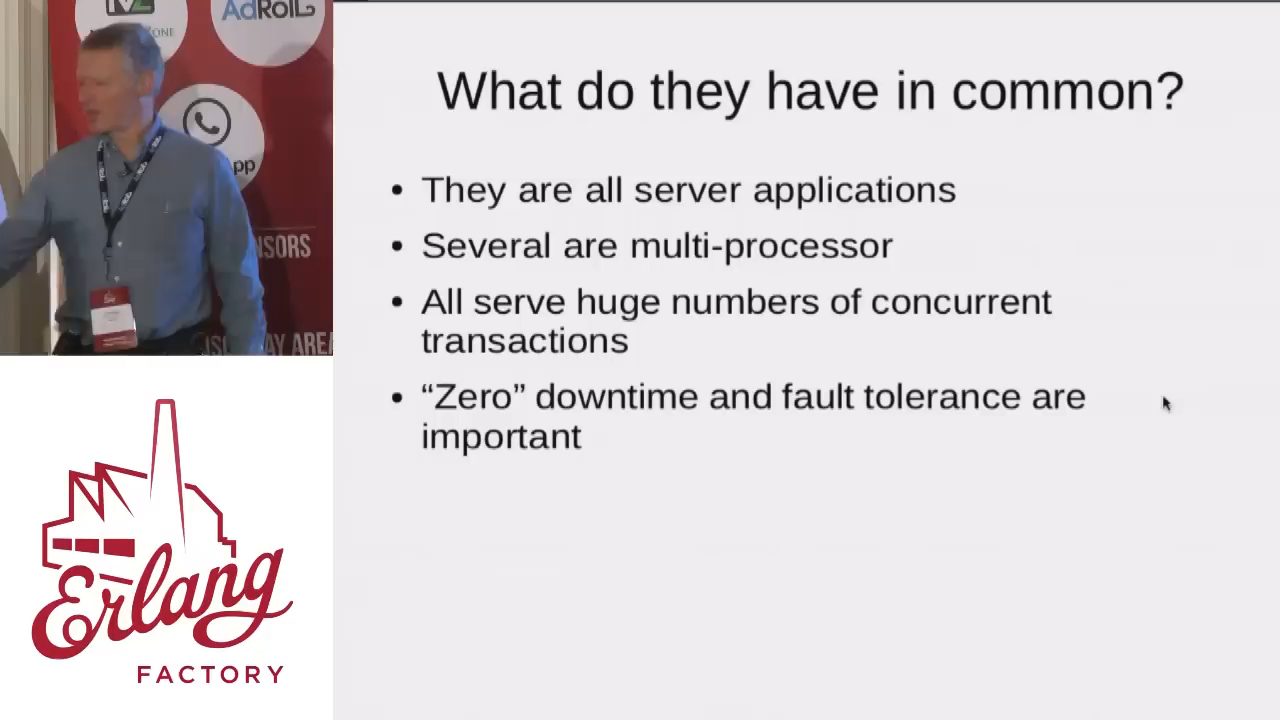 AdRoll
What do they have in common?
• They are all server applications
• Several are multi-processor
• All serve huge numbers of concurrent
transactions
• “Zero” downtime and fault tolerance are
important
Erlang
FACTORY